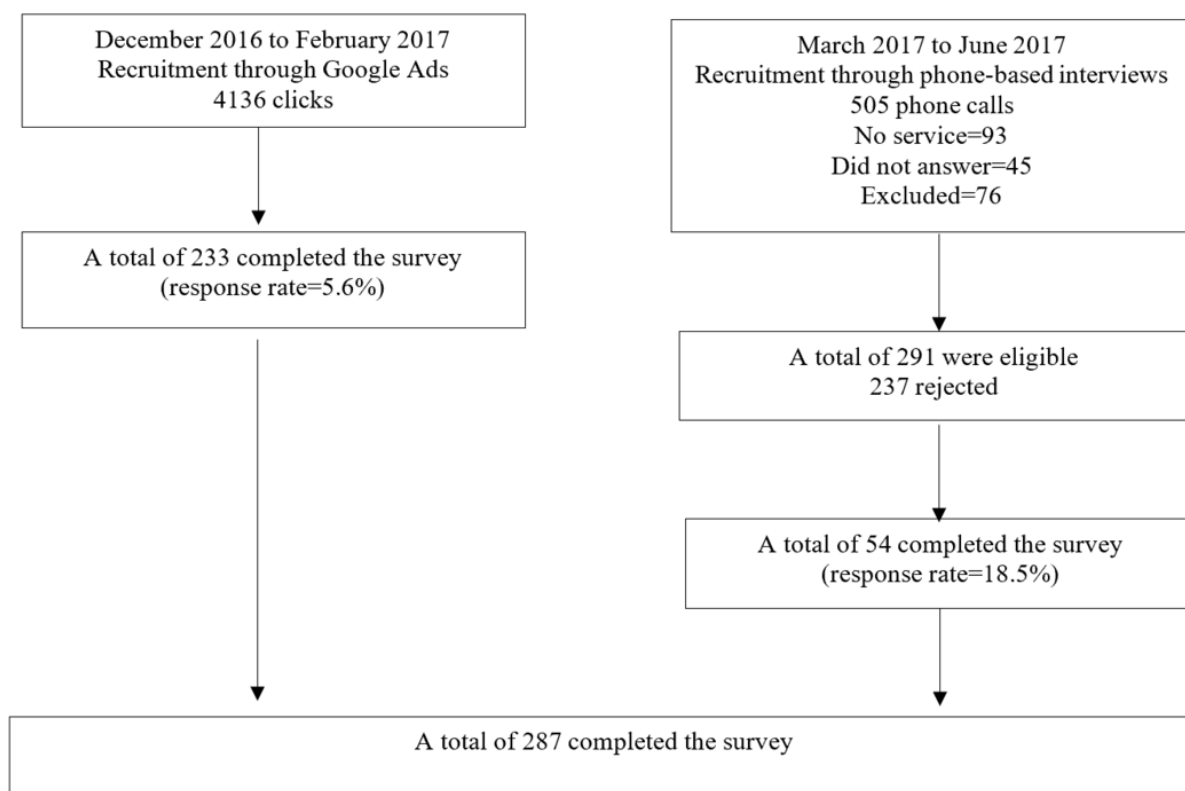 December 2016 to February 2017
Recruitment through Google Ads
4136 clicks
A total of 233 completed the survey
(response rate=5.6%)
March 2017 to June 2017
Recruitment through phone-based interviews
505 phone calls
No service=93
Did not answer=45
Excluded=76
A total of 291 were eligible
237 rejected
A total of 54 completed the survey
(response rate=18.5%)
A total of 287 completed the survey